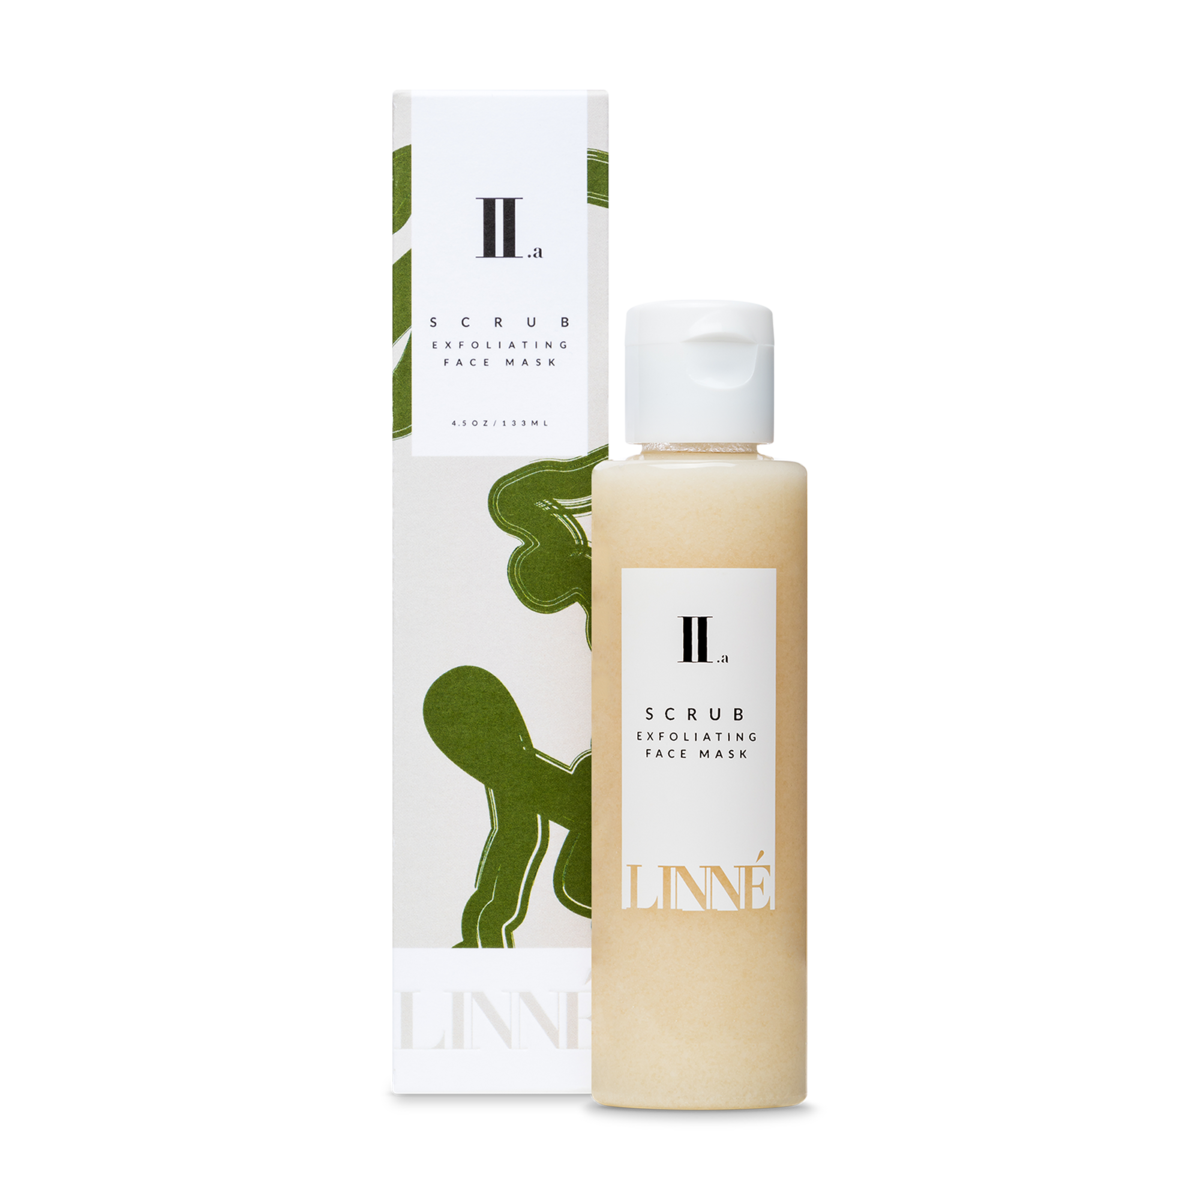 II.a
SCRUB
EXFOLIATING
FACE MASK
4.5OZ/133ML
LINNÉ
II.a
SCRUB
EXFOLIATING
FACE MASK
LINNÉ